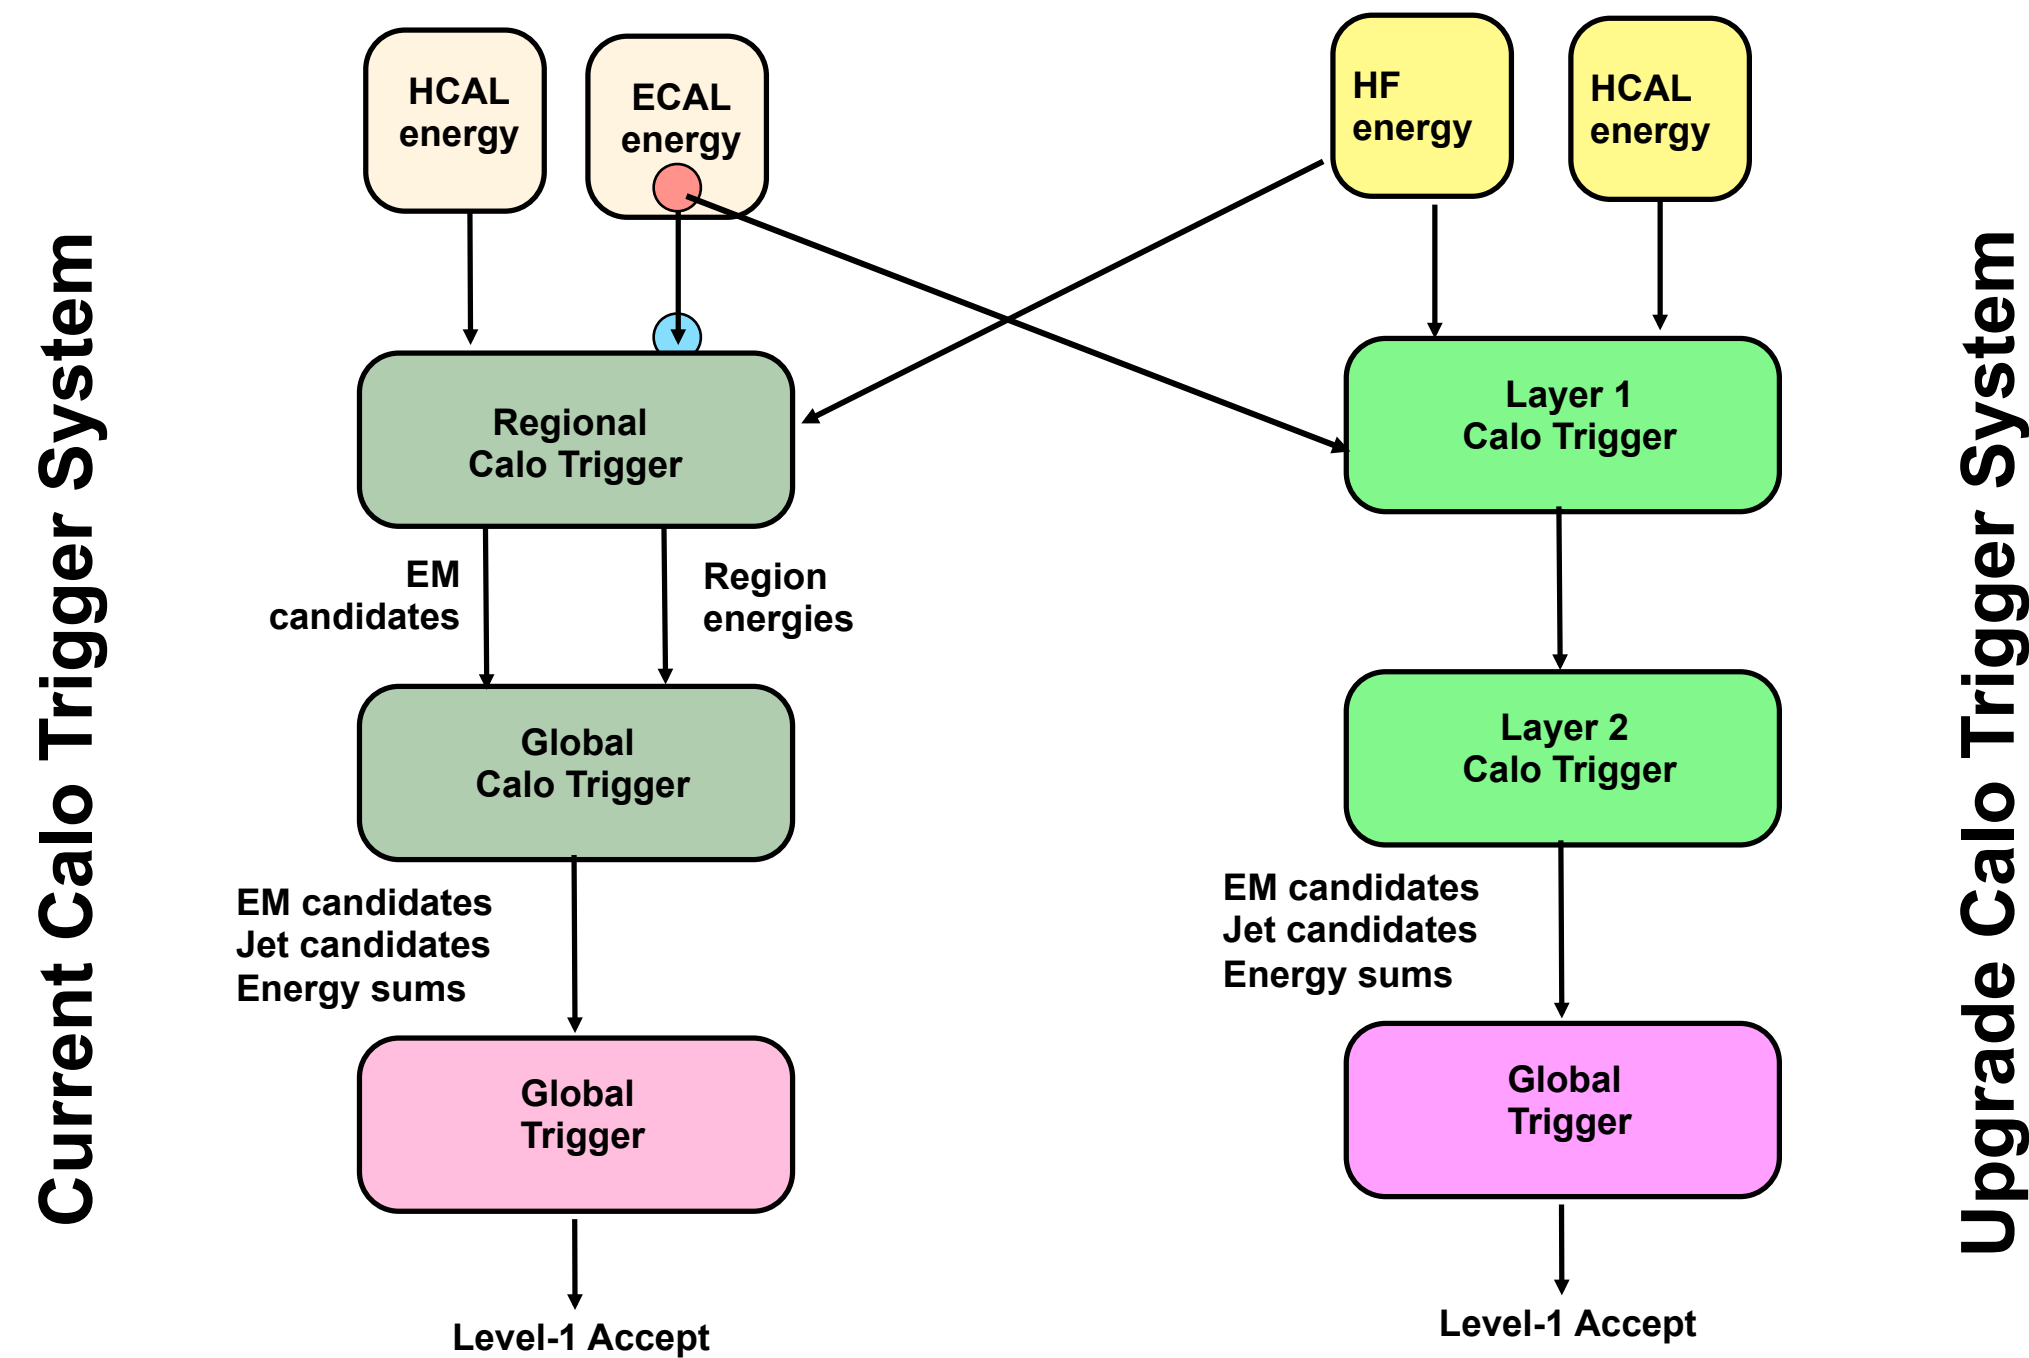 Current Calo Trigger System
HCAL
energy
ECAL
energy
HF
energy
HCAL
energy
Regional
Calo Trigger
Layer 1
Calo Trigger
EM
candidates
Region
energies
Global
Calo Trigger
Layer 2
Calo Trigger
EM candidates
Jet candidates
Energy sums
EM candidates
Jet candidates
Energy sums
Global
Trigger
Global
Trigger
Level-1 Accept
Level-1 Accept
Upgrade Calo Trigger System